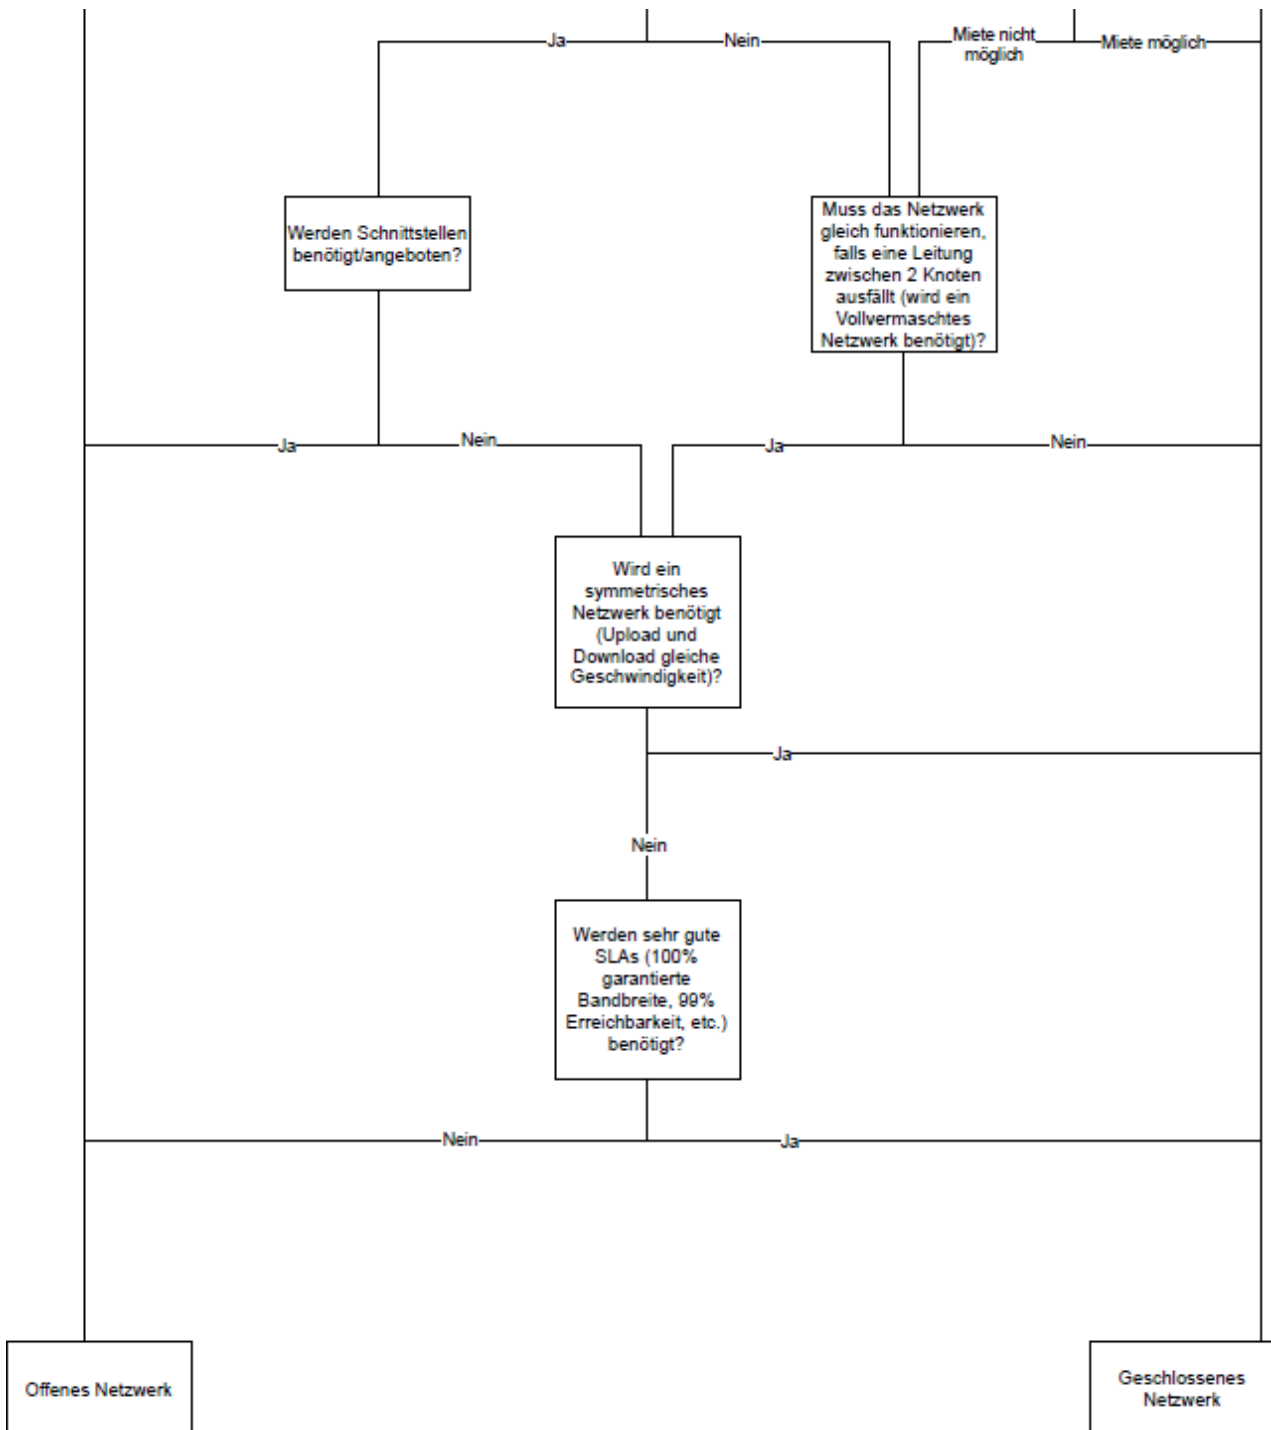 Ja
Nein
Miete nicht
möglich
Miete möglich
Werden Schnittstellen
benötigt/angeboten?
Muss das Netzwerk
gleich funktionieren,
falls eine Leitung
zwischen 2 Knoten
ausfällt (wird ein
Vollvermaschtes
Netzwerk benötigt)?
Ja
Nein
Ja
Nein
Wird ein
symmetrisches
Netzwerk benötigt
(Upload und
Download gleiche
Geschwindigkeit)?
Ja
Nein
Werden sehr gute
SLAs (100%
garantierte
Bandbreite, 99%
Erreichbarkeit, etc.)
benötigt?
Nein
Ja
Offenes Netzwerk
Geschlossenes
Netzwerk